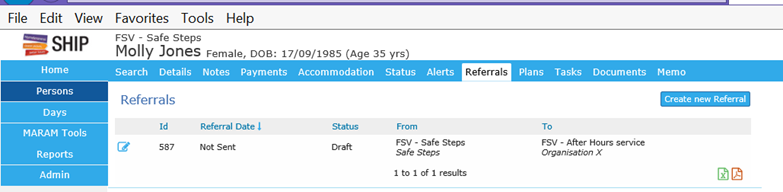 File Edit View Favorites Tools Help
SHIP
FSV - Safe Steps
Molly Jones Female, DOB: 17/09/1985 (Age 35 yrs)
Home Search Details Notes Payments Accommodation Status Alerts Referrals Plans Tasks Documents Memo
Persons
Days
MARAM Tools
Reports
Admin
Referrals Create new Referral
Id Referral Date ↓ Status From To
587 Not Sent Draft FSV - Safe Steps FSV - After Hours service
Safe Steps Organisation X
1 to 1 of 1 results